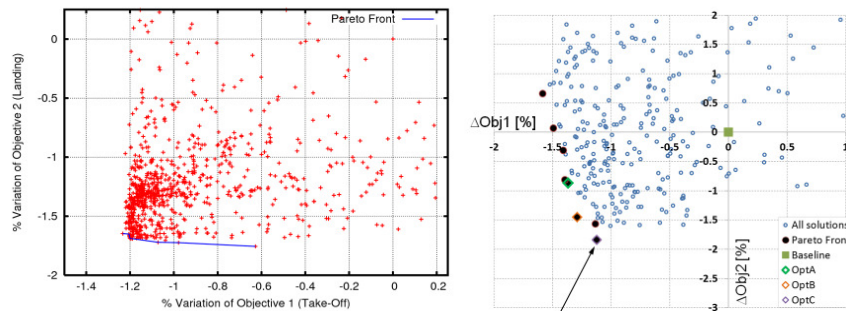 Pareto Front
0
-0.5
-1
-1.5
-2
-1.4
-1.2
-1
-0.8
-0.6
-0.4
-0.2
0
0.2
% Variation of Objective 2 (Landing)
% Variation of Objective 1 (Take-Off)
2
1.5
1
0.5
0
-0.5
-1
-1.5
-2
-2.5
-3
ΔObj1 [%]
-2
-1.5
-1
-0.5
0
0.5
1
ΔObj2 [%]
All solutions
Pareto Front
Baseline
OptA
OptB
OptC